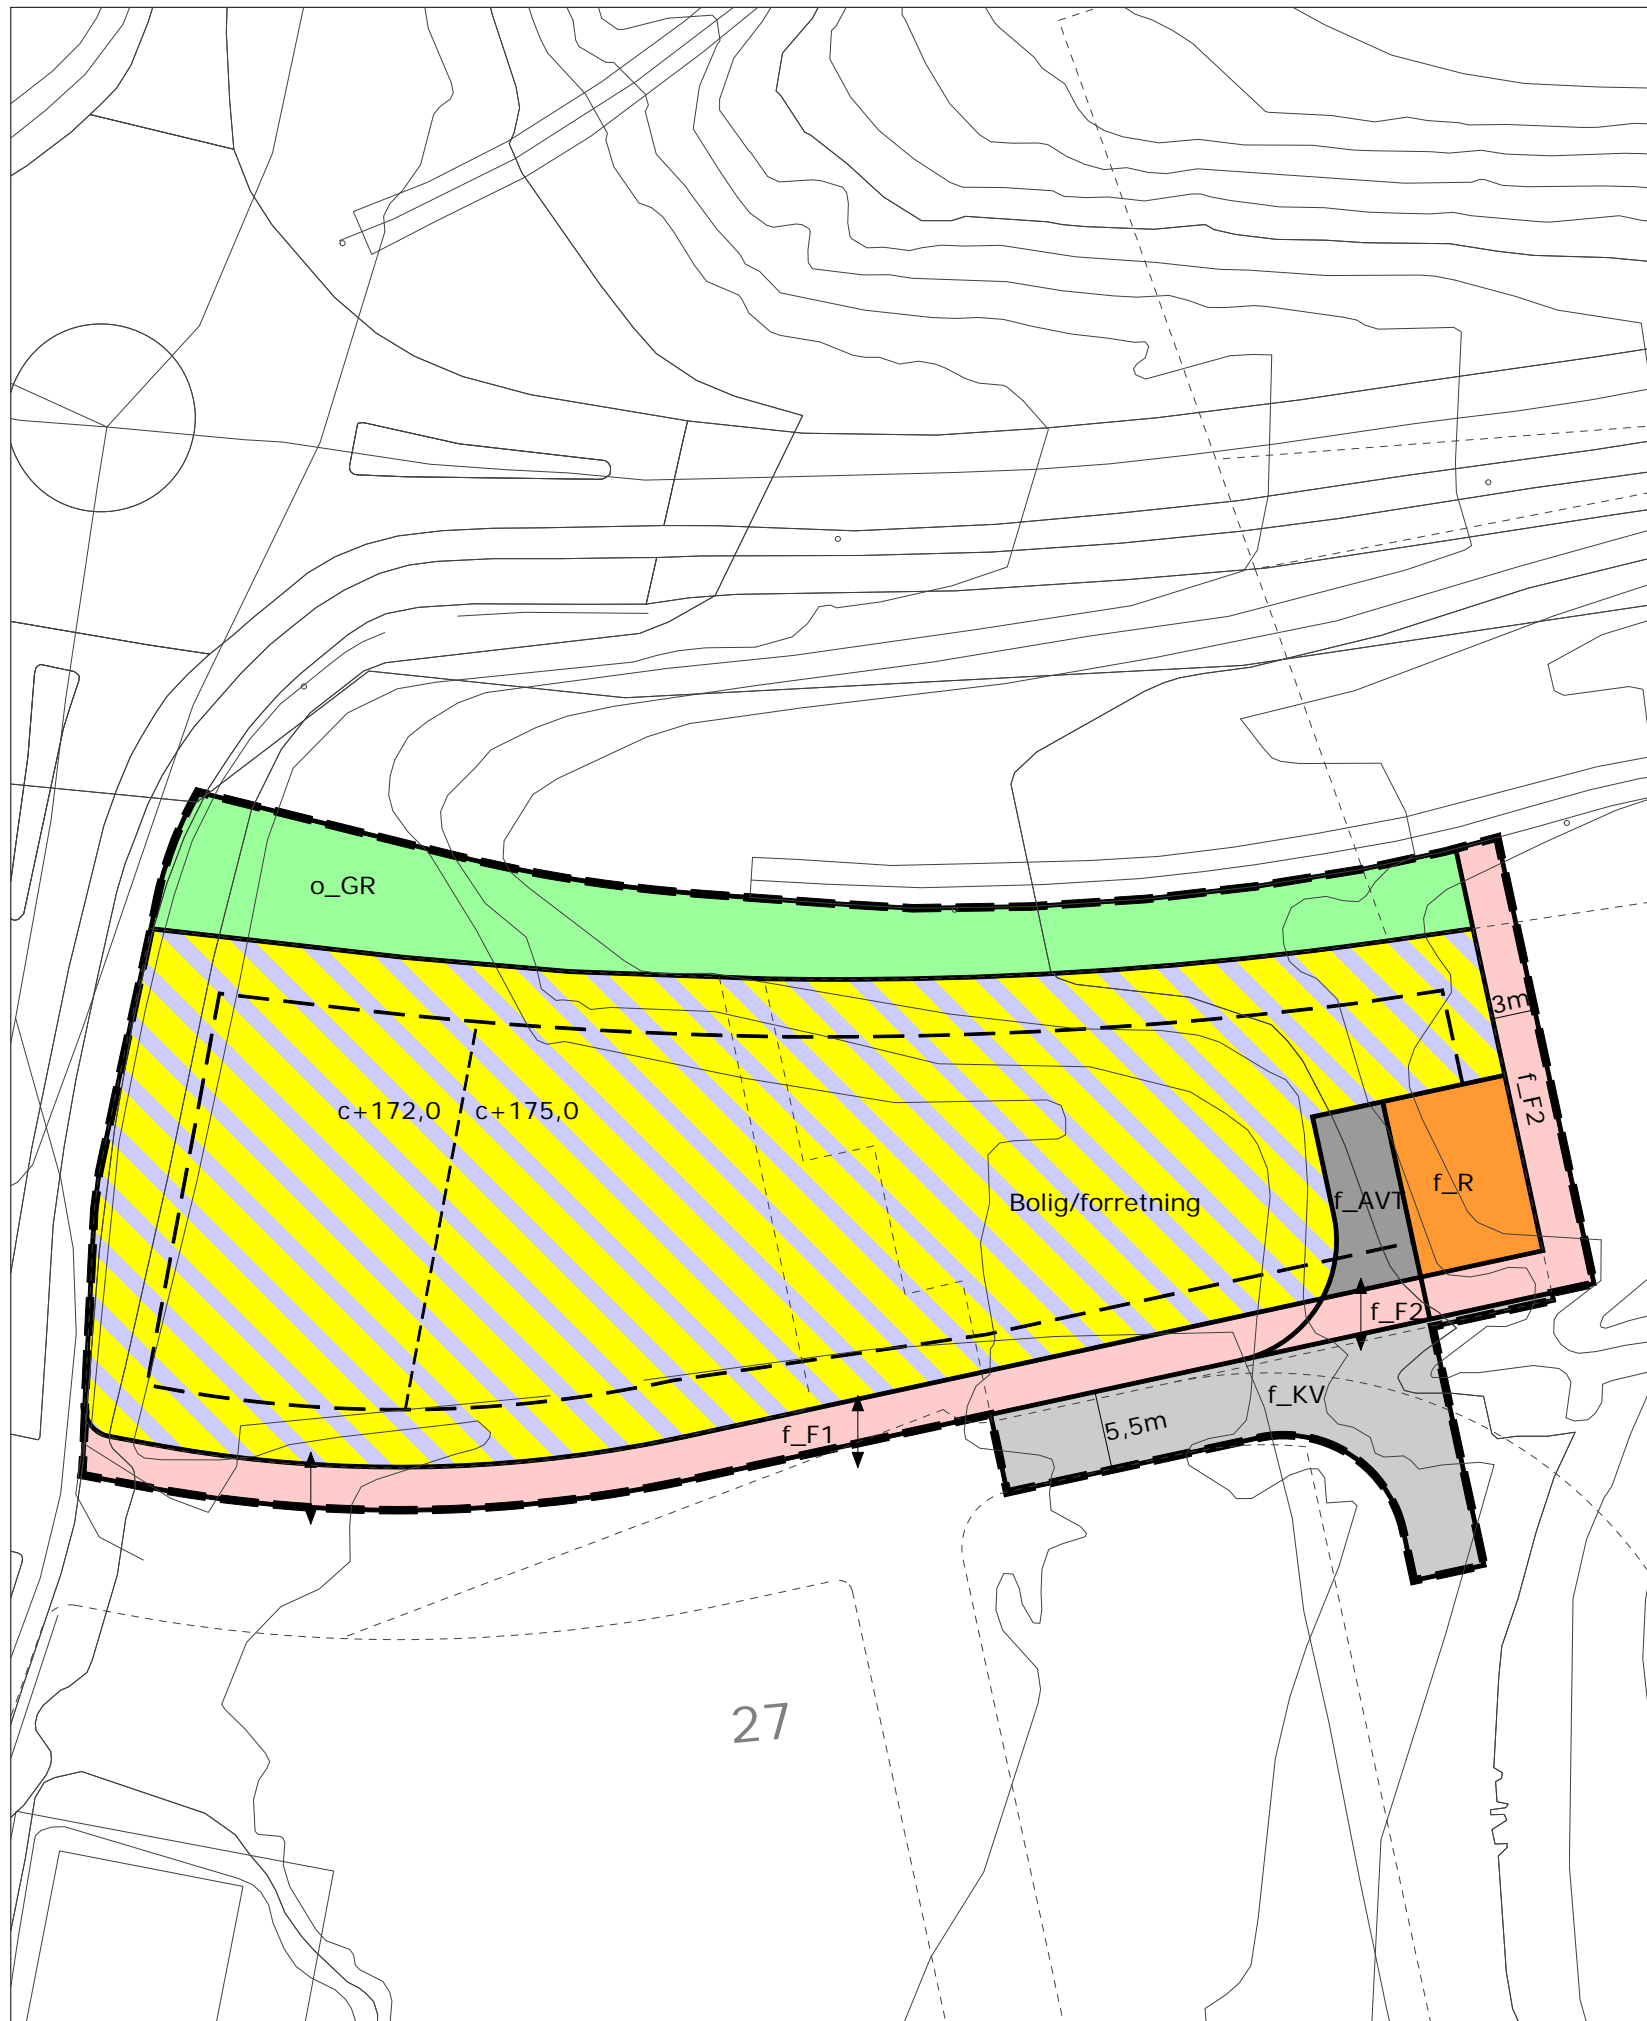 o_GR
3m
f_F2
c+172,0
c+175,0
f_R
f_AVT
Bolig/forretning
f_F2
f_KV
5,5m
f_F1
27